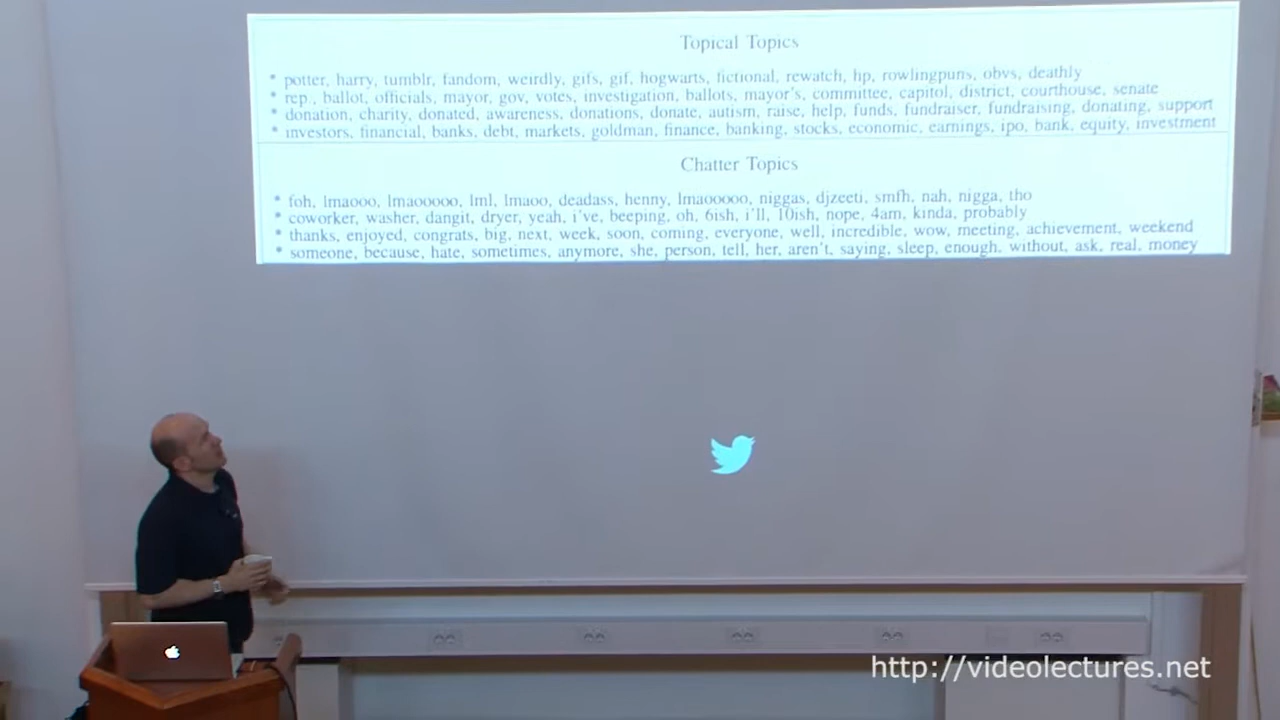 Topical Topics
* potter, harry, tumblr, fandom, weirdly, gifs, gif, hogwarts, fictional, rewatch, hp, rowlingpuns, obvs, deathly
* rep., ballot, officials, mayor, gov, votes, investigation, ballots, mayor's, committee, capitol, district, courthouse, senate
* donation, charity, donated, awareness, donations, donate, autism, raise, help, funds, fundraiser, fundraising, donating, support
* investors, financial, banks, debt, markets, goldman, finance, banking, stocks, economic, earnings, ipo, bank, equity, investment
Chatter Topics
* foh, lmaooo, lmaooooo, lml, lmaoo, deadass, henny, lmaoooooo, niggas, djzeeti, smfh, nah, nigga, tho
* coworker, washer, dangit, dryer, yeah, i've, beeping, oh, 6ish, i'll, 10ish, nope, 4am, kinda, probably
* thanks, enjoyed, congrats, big, next, week, soon, coming, everyone, well, incredible, wow, meeting, achievement, weekend
* someone, because, hate, sometimes, anymore, she, person, tell, her, aren't, saying, sleep, enough, without, ask, real, money
http://videolectures.net